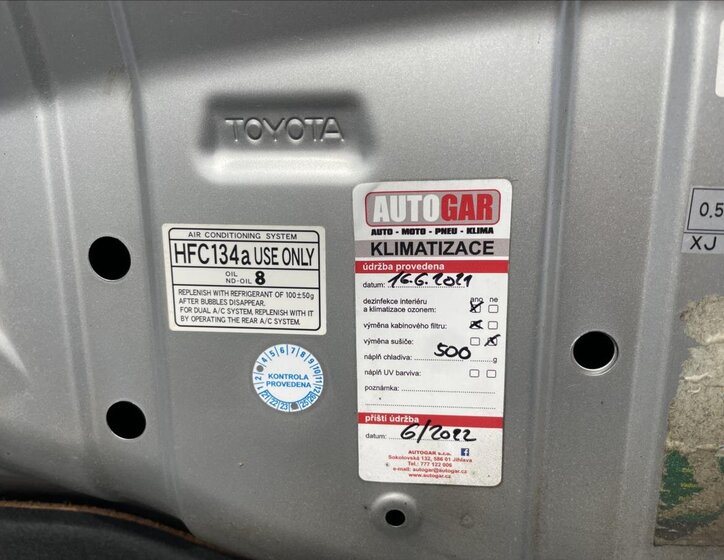 TOYOTA
AIR CONDITIONING SYSTEM
HFC134a USE ONLY
OIL
ND-OIL 8
REPLENISH WITH REFRIGERANT OF 100±50g
AFTER BUBBLES DISAPPEAR.
FOR DUAL A/C SYSTEM, REPLENISH WITH IT
BY OPERATING THE REAR A/C SYSTEM.
KONTROLA
PROVEDENA
AUTOGAR
AUTO - MOTO - PNEU - KLIMA
KLIMATIZACE
údržba provedena
datum: 16.6.2021
ano ne
dezinfekce interiéru
a klimatizace ozonem:
výměna kabinového filtru:
výměna sušiče:
náplň chladiva: 500 g
náplň UV barviva:
poznámka:
příští údržba
datum: 6/2022
AUTOGAR s.r.o.
Sokolovská 132, 586 01 Jihlava
Tel.: 777 122 006
e-mail: autogar@autogar.cz
www.autogar.cz
0.5
XJ